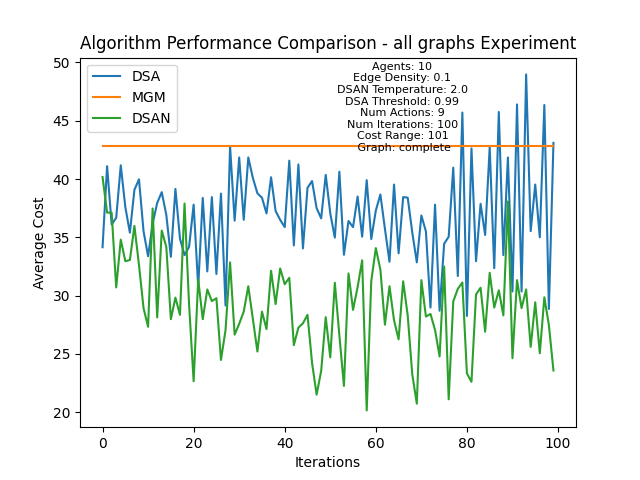 Algorithm Performance Comparison - all graphs Experiment
DSA
MGM
DSAN
Agents: 10
Edge Density: 0.1
DSAN Temperature: 2.0
DSA Threshold: 0.99
Num Actions: 9
Num Iterations: 100
Cost Range: 101
Graph: complete
50
45
40
35
30
25
20
Average Cost
0 20 40 60 80 100
Iterations